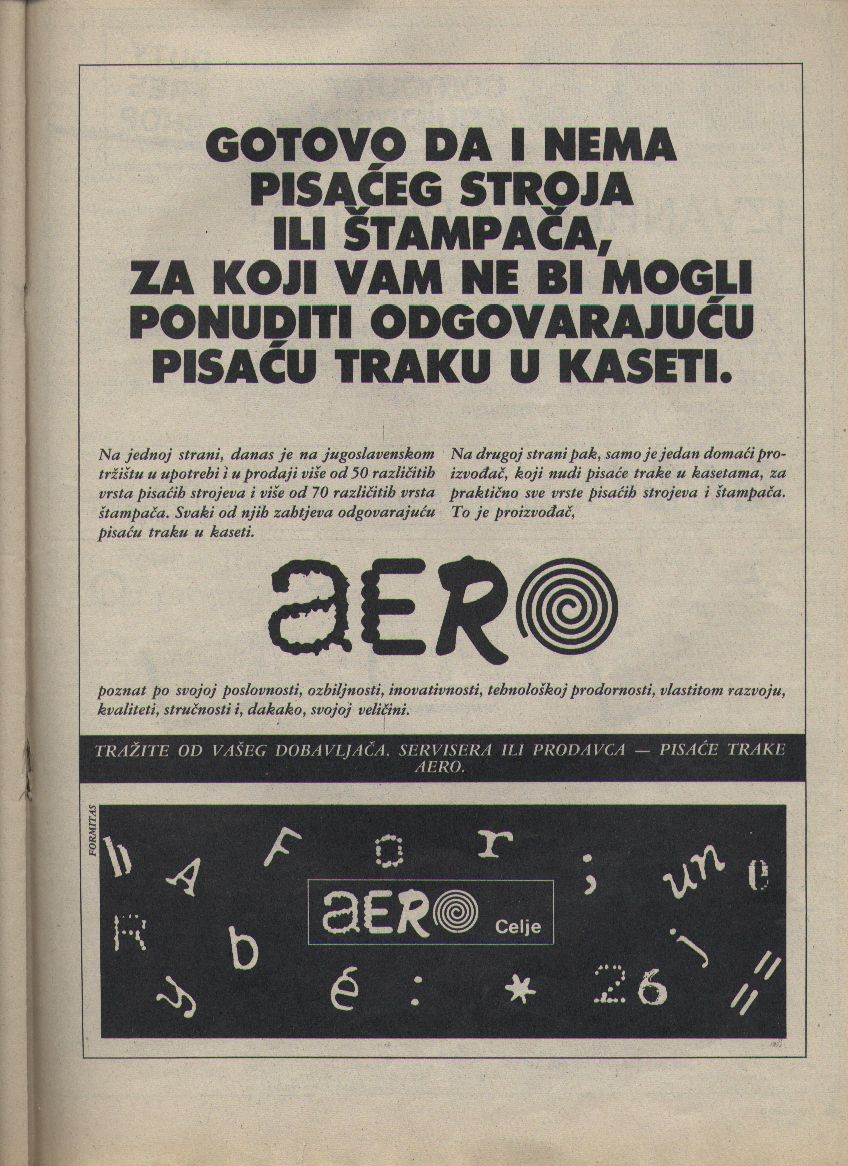 GOTOVO DA I NEMA
PISAĆEG STROJA
ILI ŠTAMPAČA,
ZA KOJI VAM NE BI MOGLI
PONUDITI ODGOVARAJUĆU
PISAĆU TRAKU U KASETI.
Na jednoj strani, danas je na jugoslavenskom
tržištu u upotrebi i u prodaji više od 50 različitih
vrsta pisaćih strojeva i više od 70 različitih vrsta
štampača. Svaki od njih zahtjeva odgovarajuću
pisaću traku u kaseti.
Na drugoj strani pak, samo je jedan domaći pro-
izvođač, koji nudi pisaće trake u kasetama, za
praktično sve vrste pisaćih strojeva i štampača.
To je proizvođač,
aERO
poznat po svojoj poslovnosti, ozbiljnosti, inovativnosti, tehnološkoj prodornosti, vlastitom razvoju,
kvaliteti, stručnosti i, dakako, svojoj veličini.
TRAŽITE OD VAŠEG DOBAVLJAČA, SERVISERA ILI PRODAVCA — PISAĆE TRAKE
AERO.
FORMITAS
h A F o r ; un e
aERO Celje
R b j
y é : * 26 =